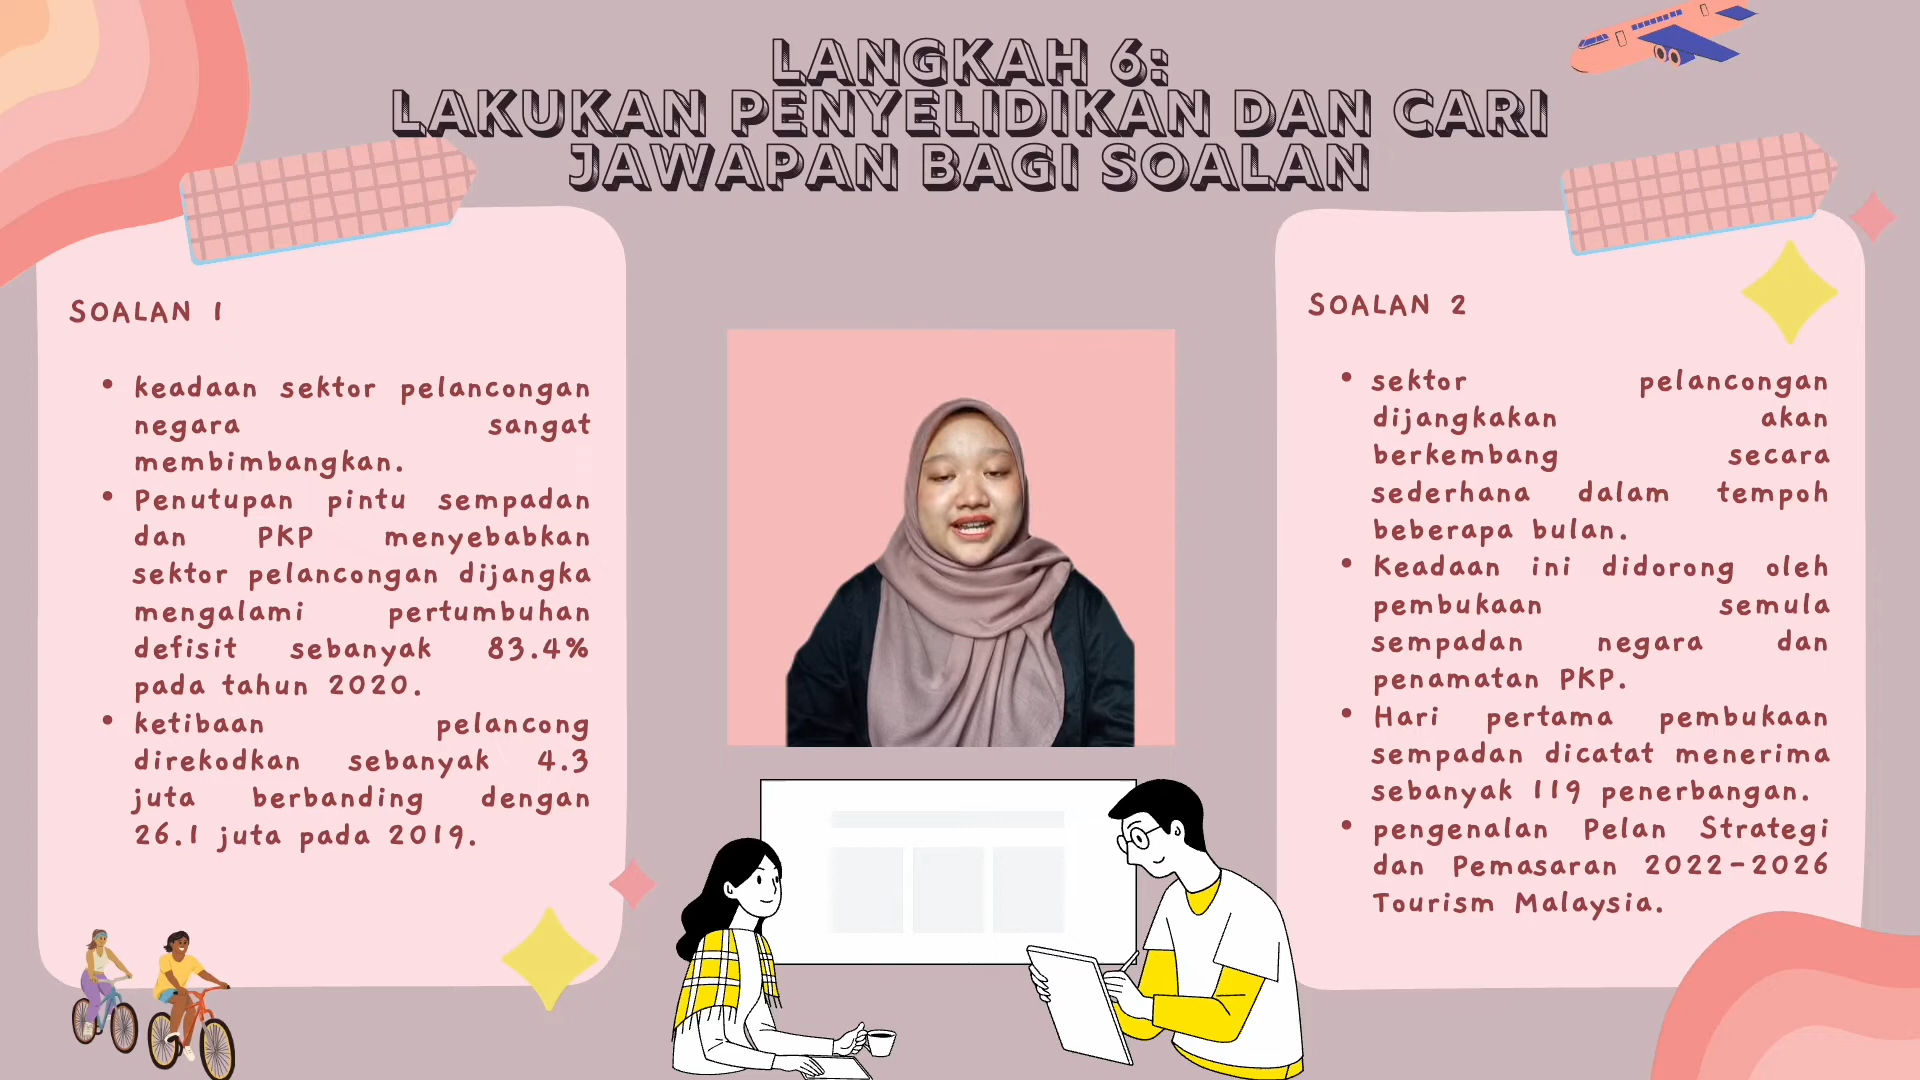 LANGKAH 6:
LAKUKAN PENYELIDIKAN DAN CARI
JAWAPAN BAGI SOALAN
SOALAN 1
• keadaan sektor pelancongan
negara sangat
membimbangkan.
• Penutupan pintu sempadan
dan PKP menyebabkan
sektor pelancongan dijangka
mengalami pertumbuhan
defisit sebanyak 83.4%
pada tahun 2020.
• ketibaan pelancong
direkodkan sebanyak 4.3
juta berbanding dengan
26.1 juta pada 2019.
SOALAN 2
• sektor pelancongan
dijangkakan akan
berkembang secara
sederhana dalam tempoh
beberapa bulan.
• Keadaan ini didorong oleh
pembukaan semula
sempadan negara dan
penamatan PKP.
• Hari pertama pembukaan
sempadan dicatat menerima
sebanyak 119 penerbangan.
• pengenalan Pelan Strategi
dan Pemasaran 2022-2026
Tourism Malaysia.